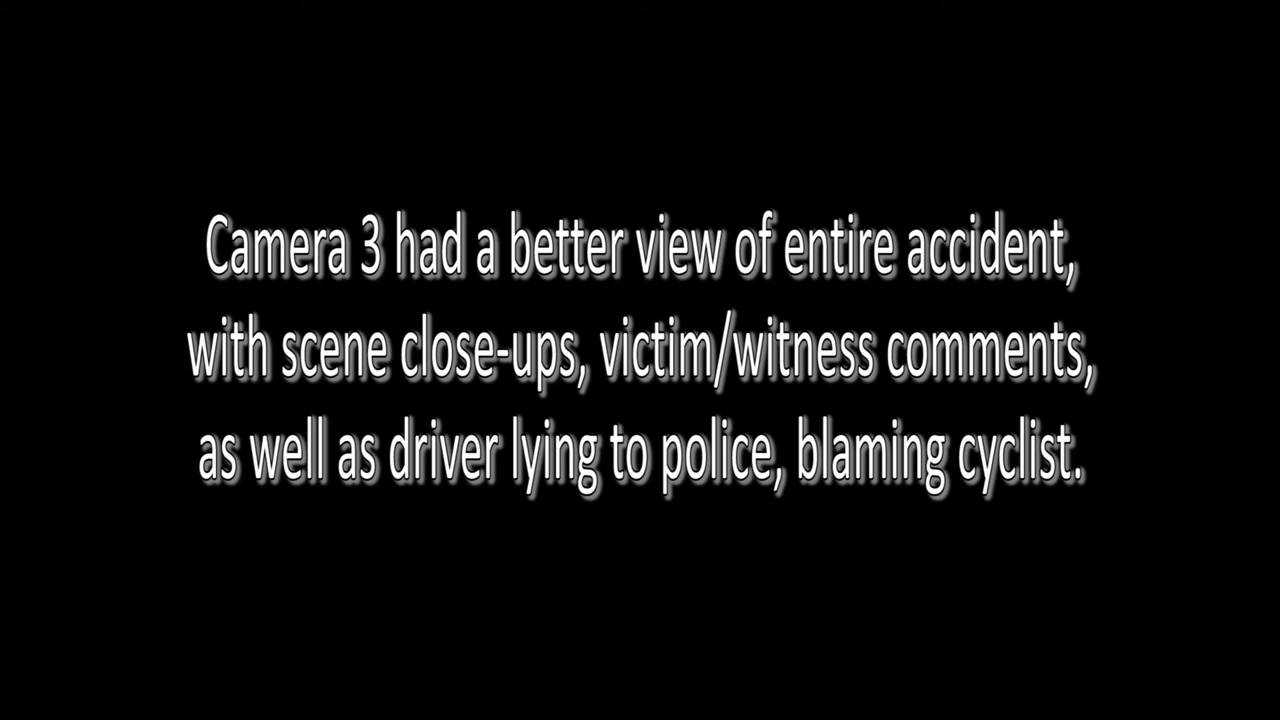 Camera 3 had a better view of entire accident,
with scene close-ups, victim/witness comments,
as well as driver lying to police, blaming cyclist.